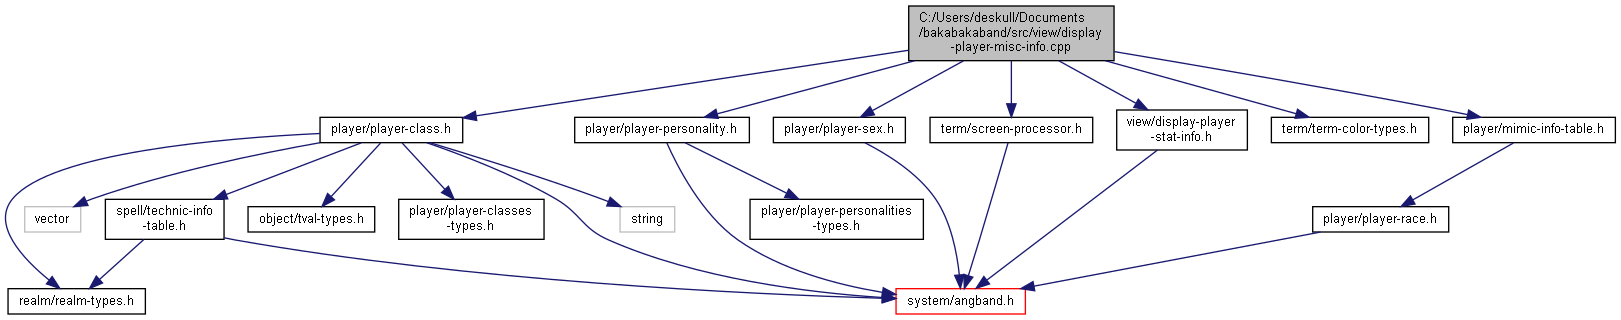 C:/Users/deskull/Documents
/bakabakaband/src/view/display
-player-misc-info.cpp
player/player-class.h
player/player-personality.h
player/player-sex.h
term/screen-processor.h
view/display-player
-stat-info.h
term/term-color-types.h
player/mimic-info-table.h
vector
spell/technic-info
-table.h
object/tval-types.h
player/player-classes
-types.h
string
player/player-personalities
-types.h
player/player-race.h
realm/realm-types.h
system/angband.h